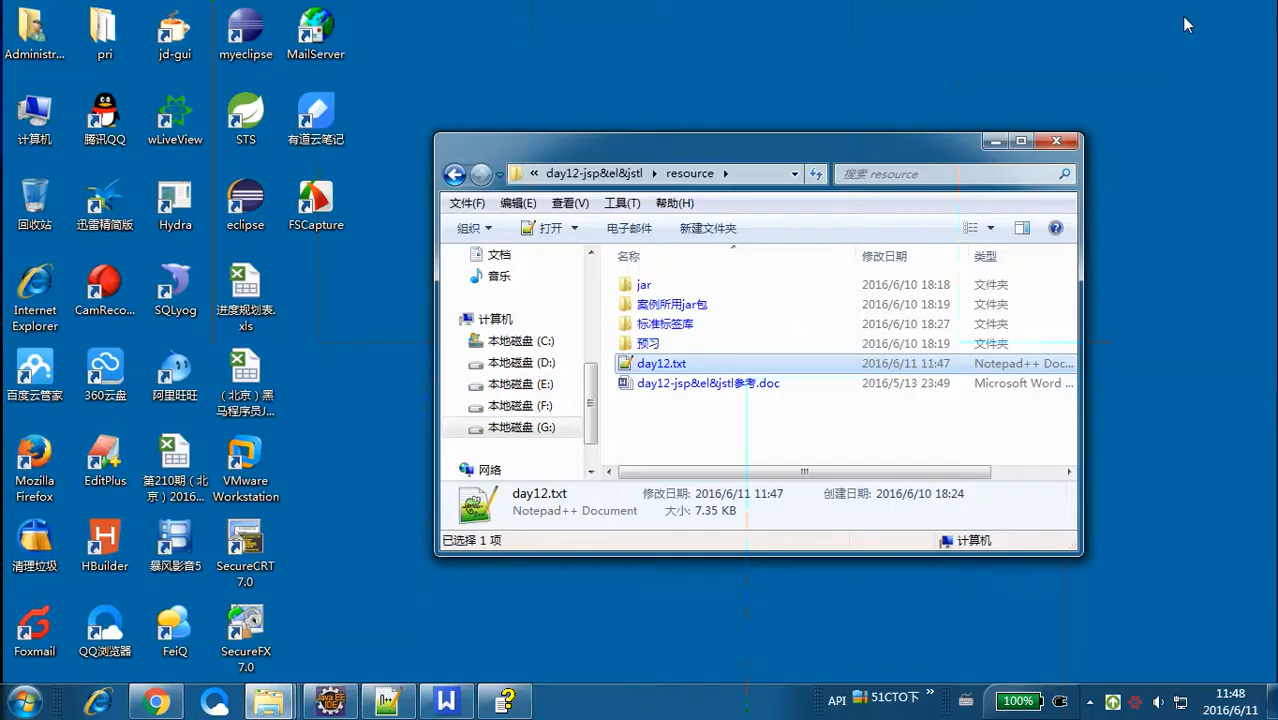 Administr...
pri
jd-gui
myeclipse
MailServer
计算机
腾讯QQ
wLiveView
STS
有道云笔记
回收站
迅雷精简版
Hydra
eclipse
FSCapture
Internet
Explorer
CamReco...
SQLyog
进度规划表.
xls
百度云管家
360云盘
阿里旺旺
（北京）黑
马程序员J...
Mozilla
Firefox
EditPlus
第210期（北
京）2016...
VMware
Workstation
清理垃圾
HBuilder
暴风影音5
SecureCRT
7.0
Foxmail
QQ浏览器
FeiQ
SecureFX
7.0
« day12-jsp&el&jstl
resource
搜索 resource
文件(F)
编辑(E)
查看(V)
工具(T)
帮助(H)
组织
打开
电子邮件
新建文件夹
文档
音乐
计算机
本地磁盘 (C:)
本地磁盘 (D:)
本地磁盘 (E:)
本地磁盘 (F:)
本地磁盘 (G:)
网络
名称 修改日期 类型
jar 2016/6/10 18:18 文件夹
案例所用jar包 2016/6/10 18:19 文件夹
标准标签库 2016/6/10 18:27 文件夹
预习 2016/6/10 18:19 文件夹
day12.txt 2016/6/11 11:47 Notepad++ Doc...
day12-jsp&el&jstl参考.doc 2016/5/13 23:49 Microsoft Word ...
day12.txt 修改日期: 2016/6/11 11:47 创建日期: 2016/6/10 18:24
Notepad++ Document 大小: 7.35 KB
已选择 1 项
计算机
Java EE
IDE
API
51CTO下
»
100%
11:48
2016/6/11